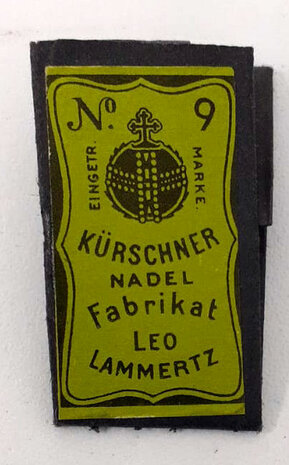 No. 9
EINGETR. MARKE.
KÜRSCHNER
NADEL
Fabrikat
LEO
LAMMERTZ